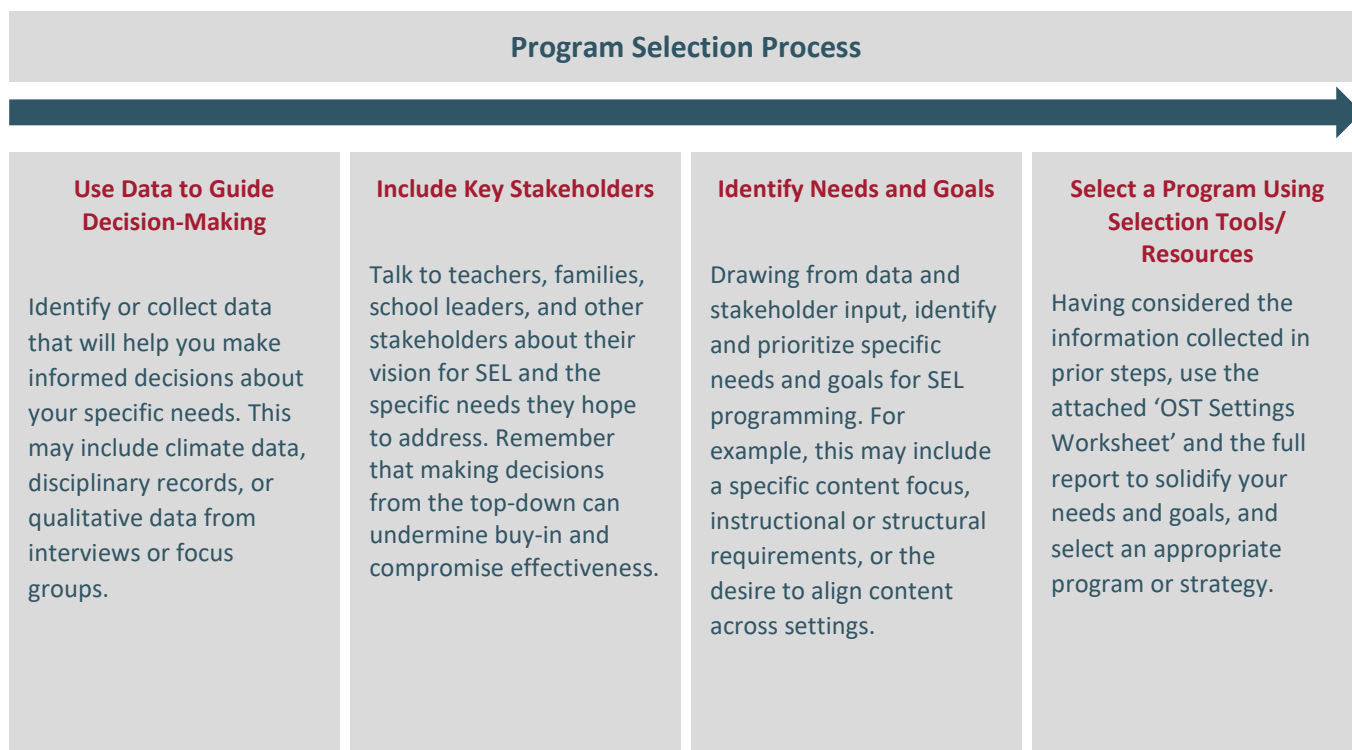 Program Selection Process
Use Data to Guide
Decision-Making
Identify or collect data
that will help you make
informed decisions about
your specific needs. This
may include climate data,
disciplinary records, or
qualitative data from
interviews or focus
groups.
Include Key Stakeholders
Talk to teachers, families,
school leaders, and other
stakeholders about their
vision for SEL and the
specific needs they hope
to address. Remember
that making decisions
from the top-down can
undermine buy-in and
compromise effectiveness.
Identify Needs and Goals
Drawing from data and
stakeholder input, identify
and prioritize specific
needs and goals for SEL
programming. For
example, this may include
a specific content focus,
instructional or structural
requirements, or the
desire to align content
across settings.
Select a Program Using
Selection Tools/
Resources
Having considered the
information collected in
prior steps, use the
attached ‘OST Settings
Worksheet’ and the full
report to solidify your
needs and goals, and
select an appropriate
program or strategy.